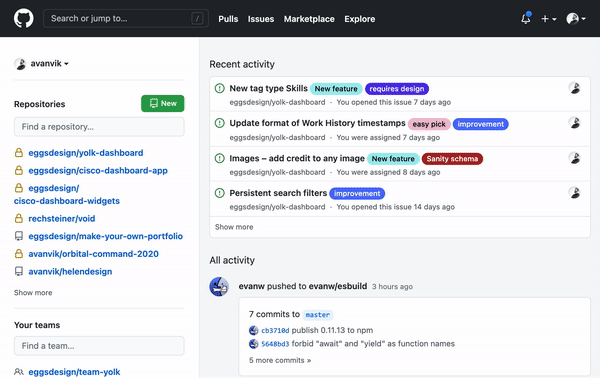 Search or jump to...
/
Pulls
Issues
Marketplace
Explore
avanvik
Repositories
New
Find a repository...
eggsdesign/yolk-dashboard
eggsdesign/cisco-dashboard-app
eggsdesign/
cisco-dashboard-widgets
rechsteiner/void
eggsdesign/make-your-own-portfolio
avanvik/orbital-command-2020
avanvik/helendesign
Show more
Your teams
Find a team...
eggsdesign/team-yolk
Recent activity
New tag type Skills New feature requires design
eggsdesign/yolk-dashboard · You opened this issue 7 days ago
Update format of Work History timestamps easy pick improvement
eggsdesign/yolk-dashboard · You were assigned 7 days ago
Images – add credit to any image New feature Sanity schema
eggsdesign/yolk-dashboard · You were assigned 8 days ago
Persistent search filters improvement
eggsdesign/yolk-dashboard · You opened this issue 14 days ago
Show more
All activity
evanw pushed to evanw/esbuild 3 hours ago
7 commits to master
cb3710d publish 0.11.13 to npm
5648bd3 forbid "await" and "yield" as function names
5 more commits »